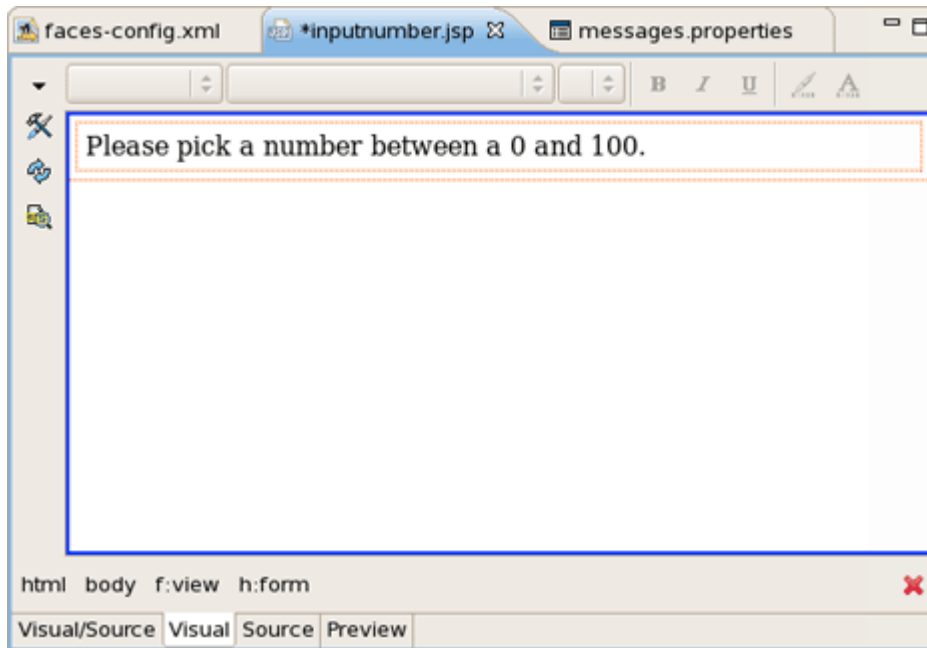 faces-config.xml *inputnumber.jsp messages.properties
B I U A
Please pick a number between a 0 and 100.
html body f:view h:form
Visual/Source Visual Source Preview